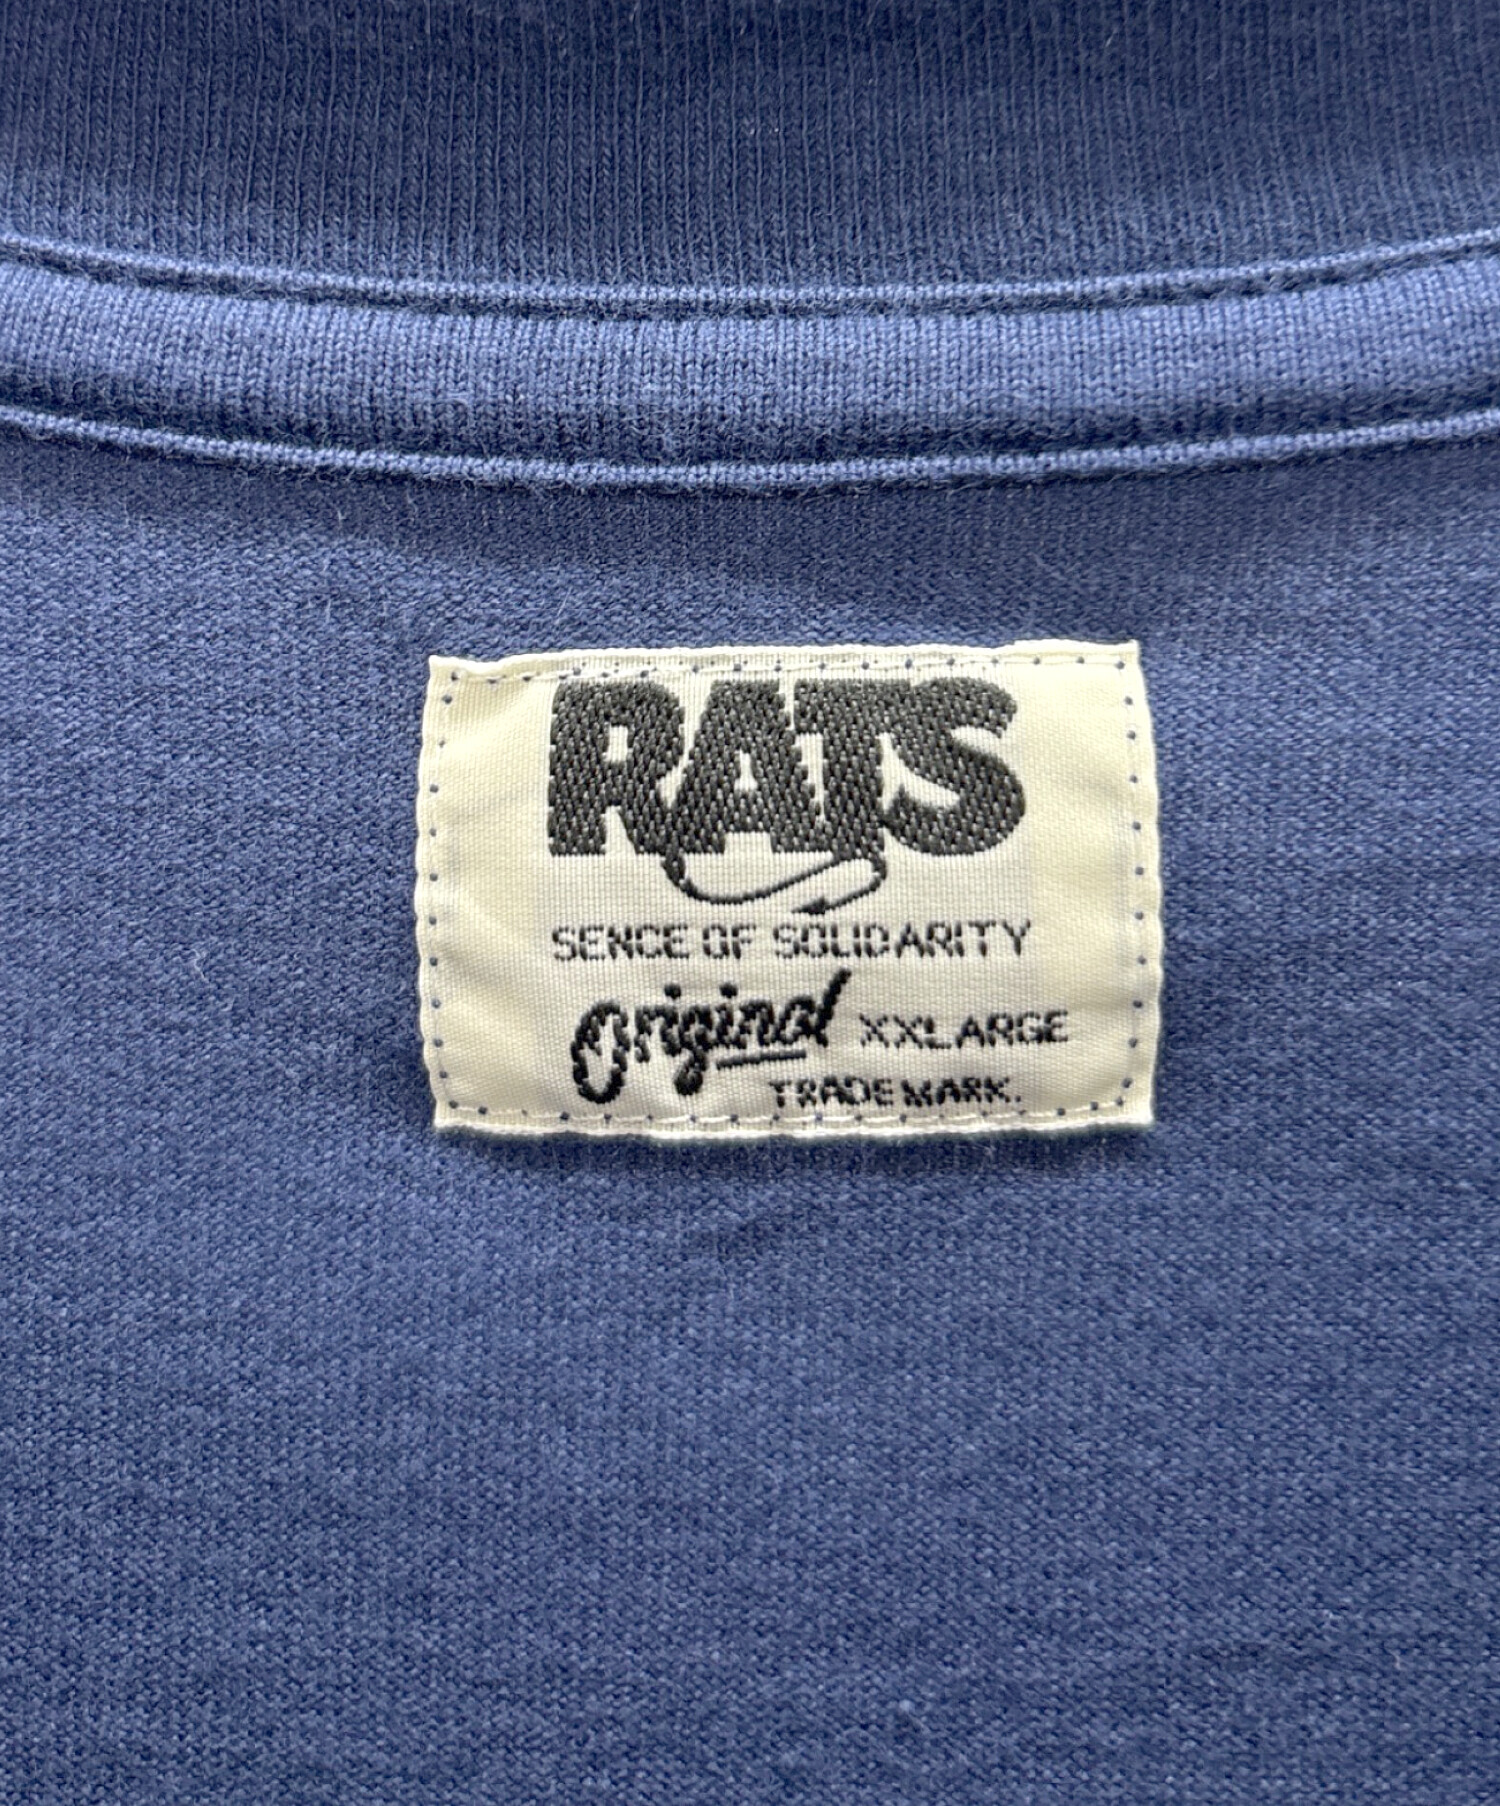 RATS
SENCE OF SOLIDARITY
Original XXLARGE
TRADE MARK.